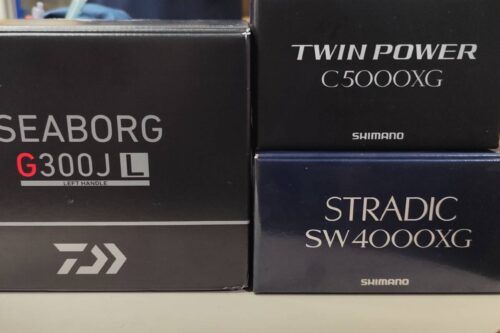 SEABORG
G300J L
LEFT HANDLE
TWIN POWER
C5000XG
SHIMANO
STRADIC
SW4000XG
SHIMANO